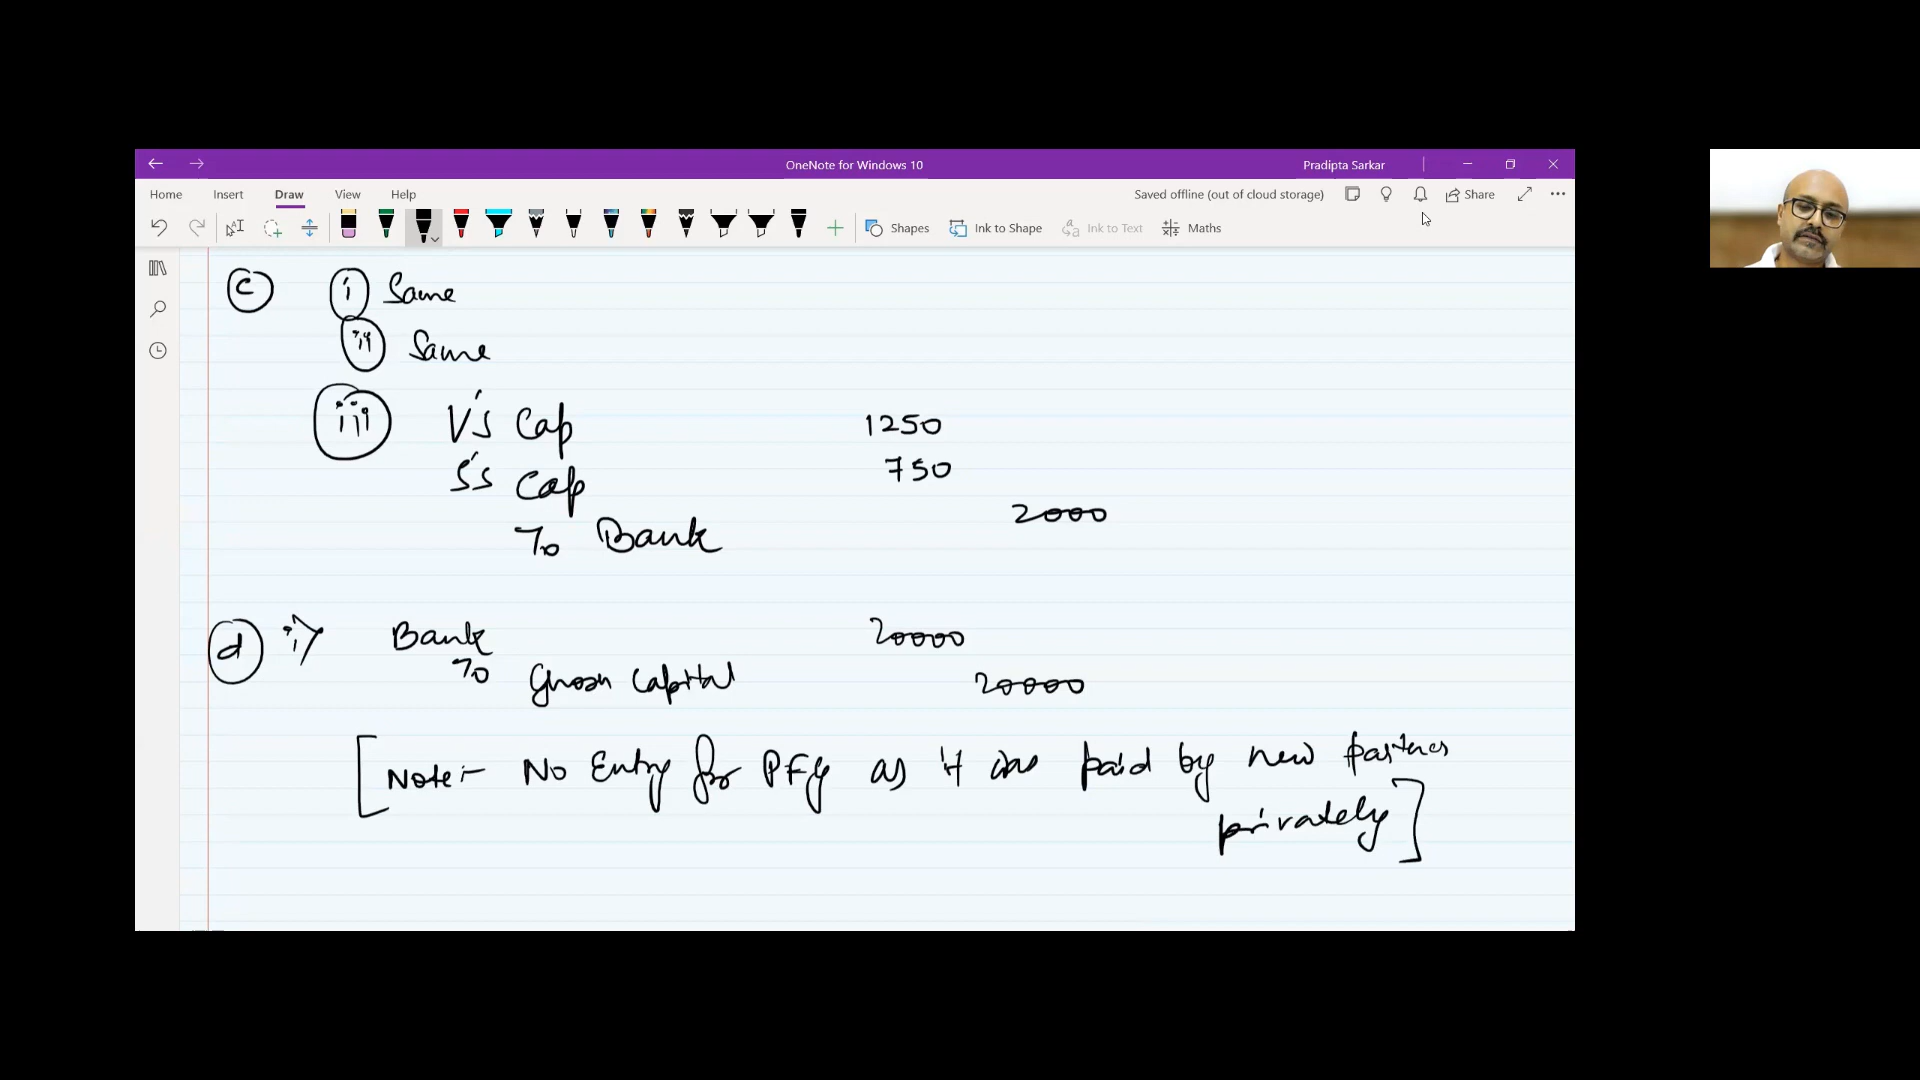 OneNote for Windows 10
Pradipta Sarkar
Home Insert Draw View Help
Saved offline (out of cloud storage)
Share
Shapes Ink to Shape Ink to Text Maths
c i Same
ii Same
iii V's Cap 1250
S's Cap 750
To Bank 2000
d i) Bank 20000
To Ghosh Capital 20000
[Note:- No Entry for PFG as it was paid by new partner
privately]